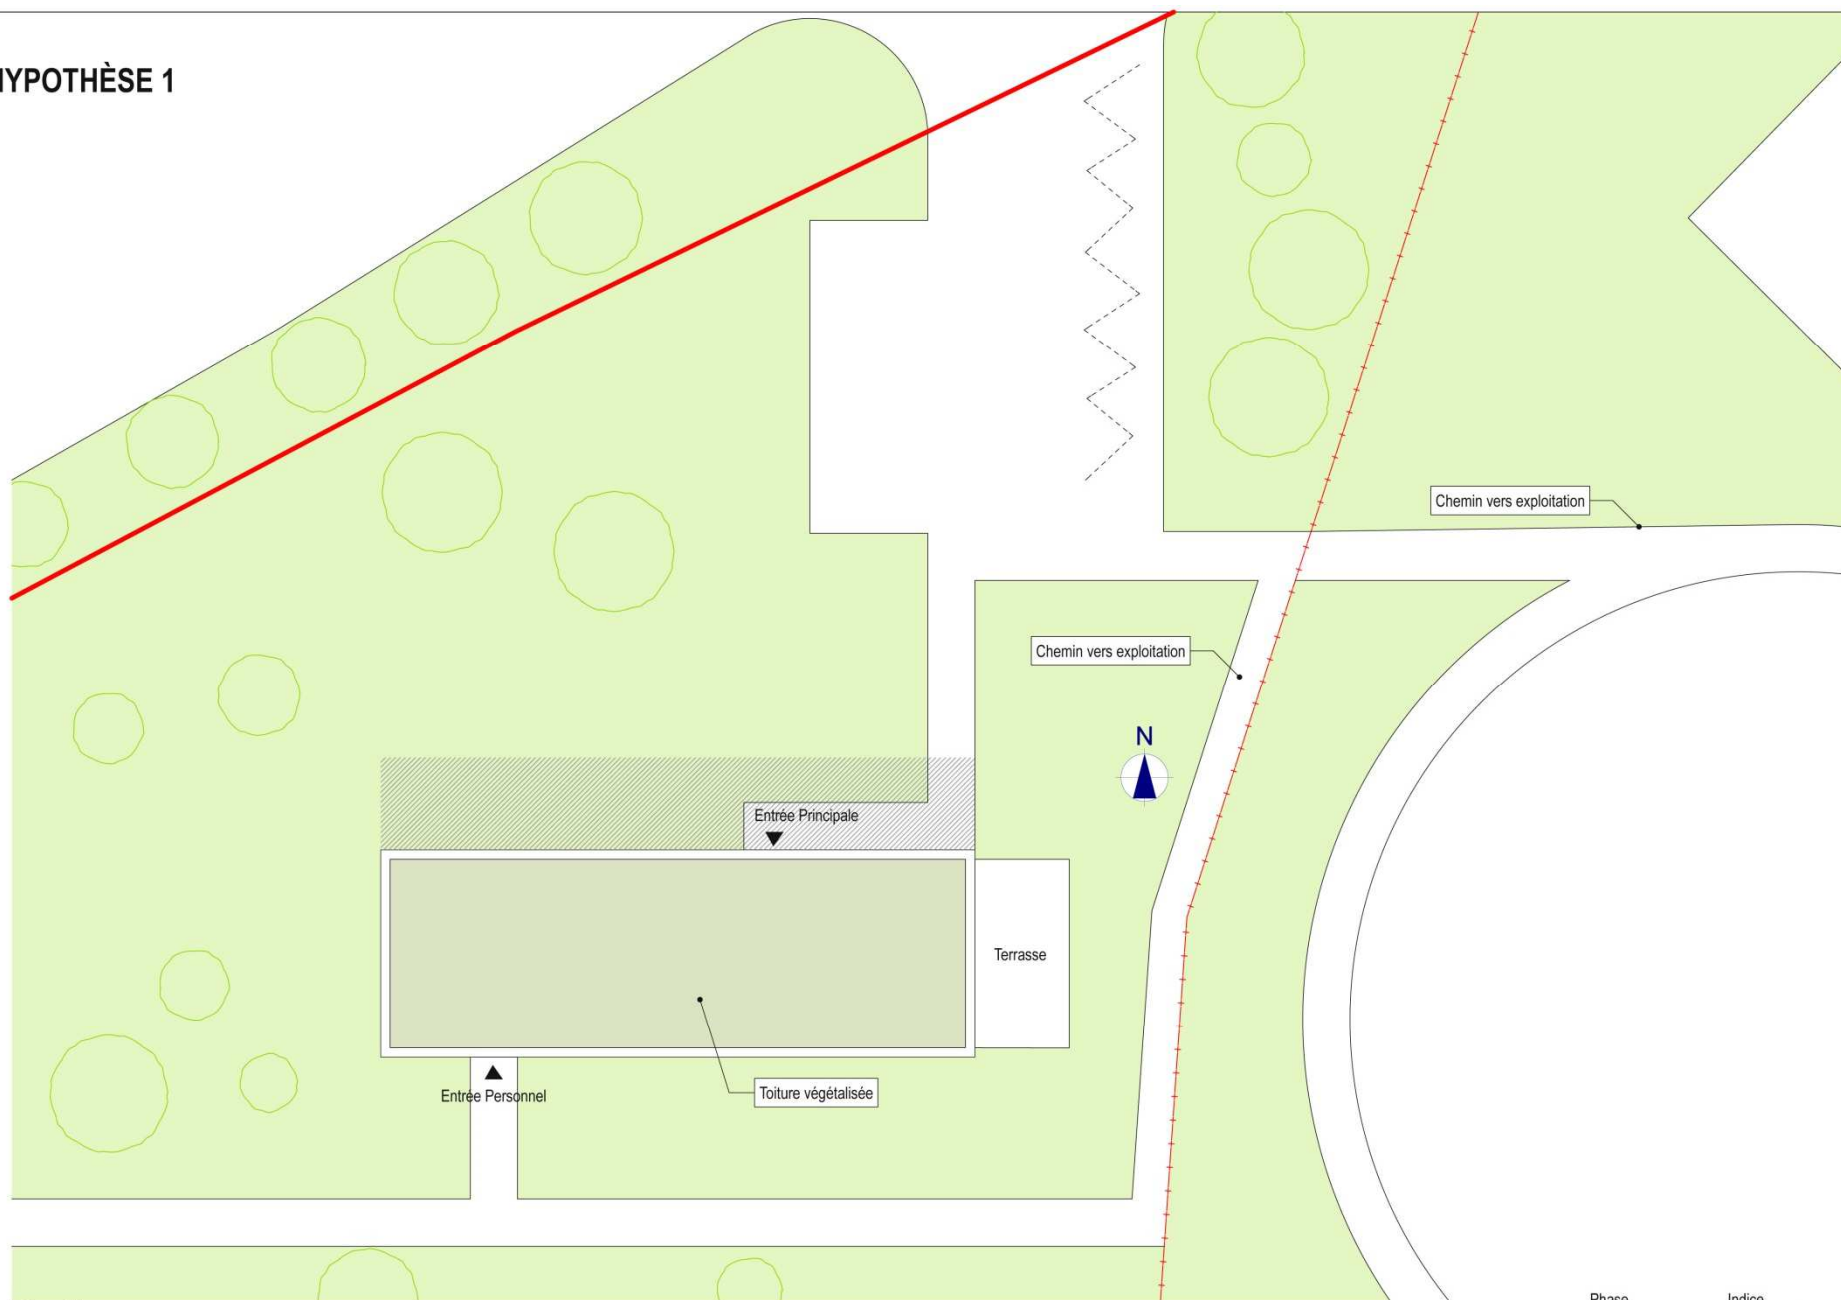 HYPOTHÈSE 1
Chemin vers exploitation
Chemin vers exploitation
N
Entrée Principale
Terrasse
Entrée Personnel
Toiture végétalisée
Phase
Indice